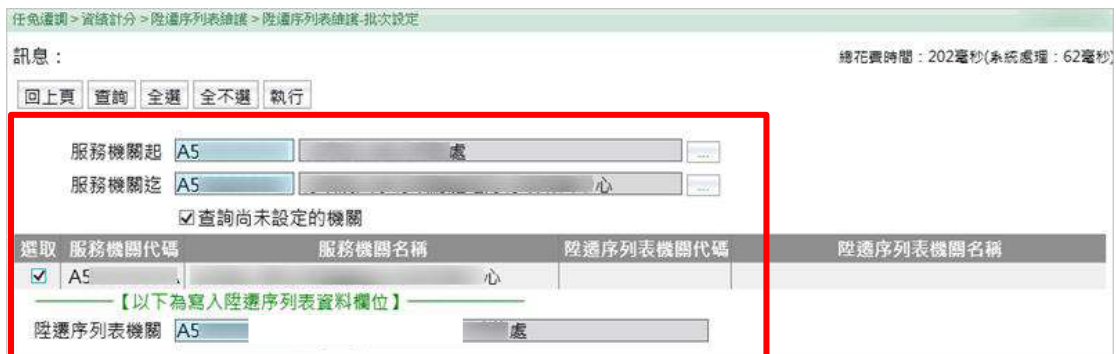 任免遷調>資績計分>陞遷序列表維護>陞遷序列表維護-批次設定
訊息：
總花費時間：202毫秒(系統處理：62毫秒)
回上頁 查詢 全選 全不選 執行
服務機關起 A5 處 ...
服務機關迄 A5 心 ...
查詢尚未設定的機關
選取 服務機關代碼 服務機關名稱 陞遷序列表機關代碼 陞遷序列表機關名稱
A5 心
【以下為寫入陞遷序列表資料欄位】
陞遷序列表機關 A5 處